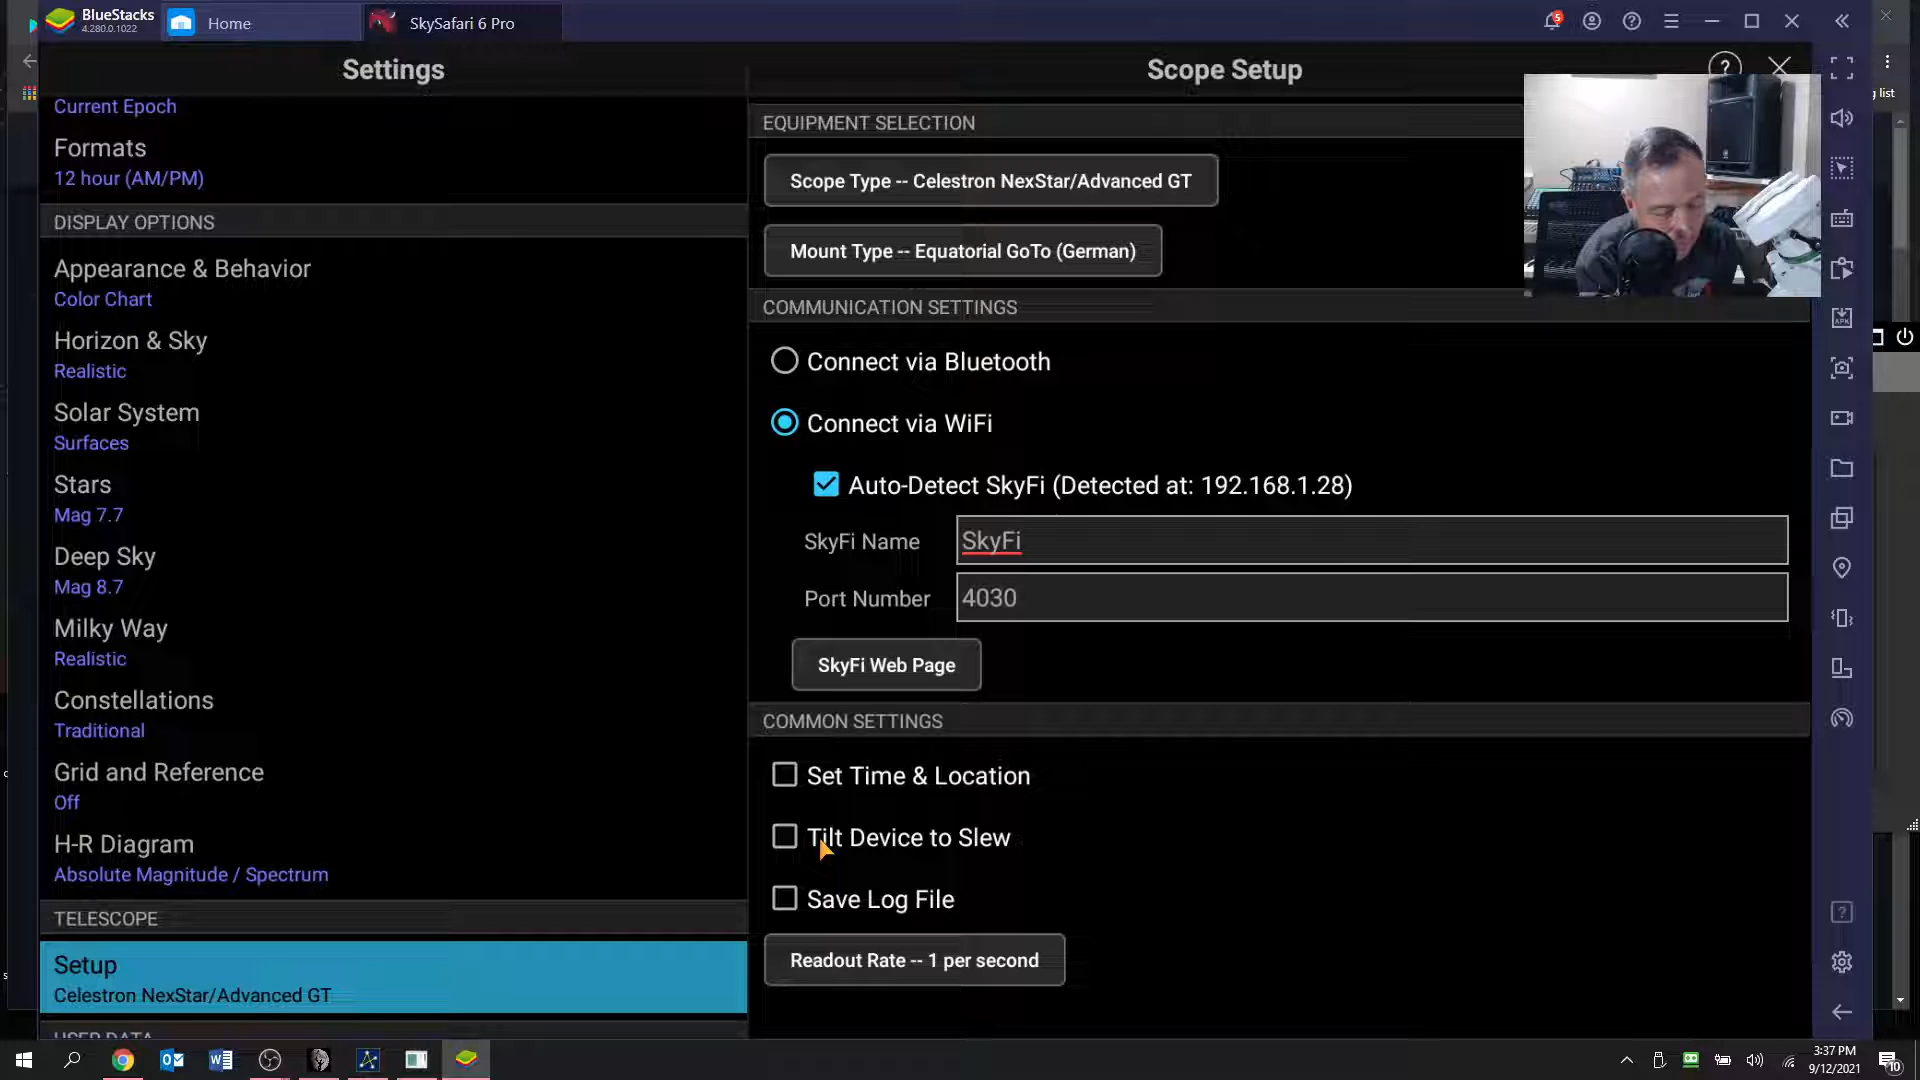 BlueStacks
4.280.0.1022
Home
SkySafari 6 Pro
5
Settings
Scope Setup
?
g list
Current Epoch
Formats
12 hour (AM/PM)
DISPLAY OPTIONS
Appearance & Behavior
Color Chart
Horizon & Sky
Realistic
Solar System
Surfaces
Stars
Mag 7.7
Deep Sky
Mag 8.7
Milky Way
Realistic
Constellations
Traditional
Grid and Reference
Off
H-R Diagram
Absolute Magnitude / Spectrum
TELESCOPE
Setup
Celestron NexStar/Advanced GT
USER DATA
EQUIPMENT SELECTION
Scope Type -- Celestron NexStar/Advanced GT
Mount Type -- Equatorial GoTo (German)
COMMUNICATION SETTINGS
Connect via Bluetooth
Connect via WiFi
Auto-Detect SkyFi (Detected at: 192.168.1.28)
SkyFi Name
SkyFi
Port Number
4030
SkyFi Web Page
COMMON SETTINGS
Set Time & Location
Tilt Device to Slew
Save Log File
Readout Rate -- 1 per second
APK
3:37 PM
9/12/2021
10